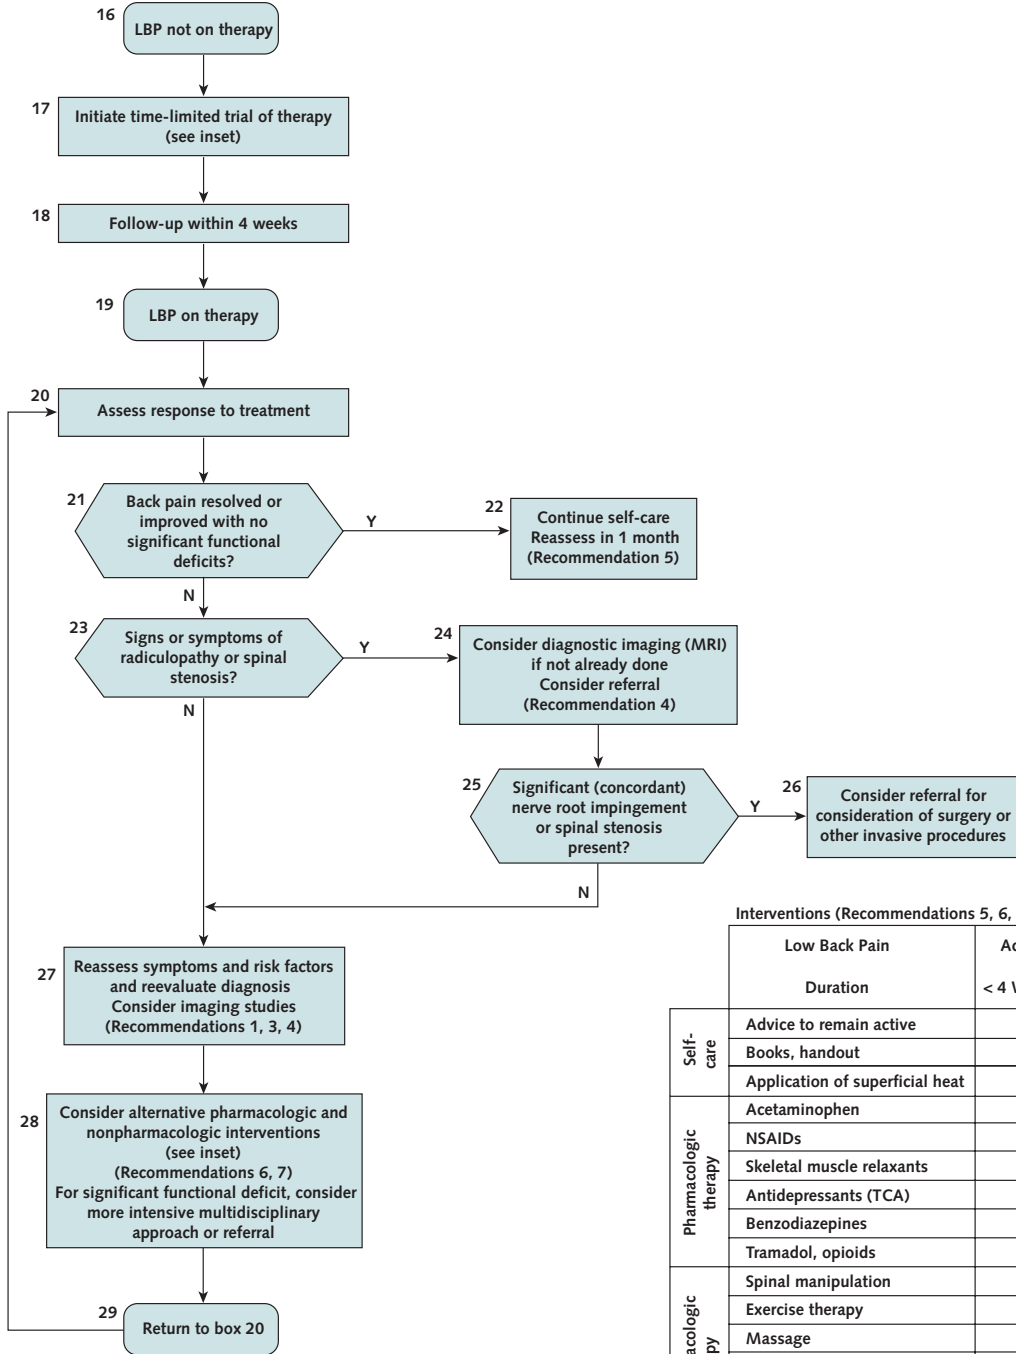 16
LBP not on therapy
17
Initiate time-limited trial of therapy
(see inset)
18
Follow-up within 4 weeks
19
LBP on therapy
20
Assess response to treatment
21
Back pain resolved or
improved with no
significant functional
deficits?
Y
22
Continue self-care
Reassess in 1 month
(Recommendation 5)
N
23
Signs or symptoms of
radiculopathy or spinal
stenosis?
Y
24
Consider diagnostic imaging (MRI)
if not already done
Consider referral
(Recommendation 4)
N
25
Significant (concordant)
nerve root impingement
or spinal stenosis
present?
Y
26
Consider referral for
consideration of surgery or
other invasive procedures
N
27
Reassess symptoms and risk factors
and reevaluate diagnosis
Consider imaging studies
(Recommendations 1, 3, 4)
28
Consider alternative pharmacologic and
nonpharmacologic interventions
(see inset)
(Recommendations 6, 7)
For significant functional deficit, consider
more intensive multidisciplinary
approach or referral
29
Return to box 20
Interventions (Recommendations 5, 6,
Low Back Pain
Duration
< 4
Self-
care
Advice to remain active
Books, handout
Application of superficial heat
Pharmacologic
therapy
Acetaminophen
NSAIDs
Skeletal muscle relaxants
Antidepressants (TCA)
Benzodiazepines
Tramadol, opioids
Spinal manipulation
Exercise therapy
Massage